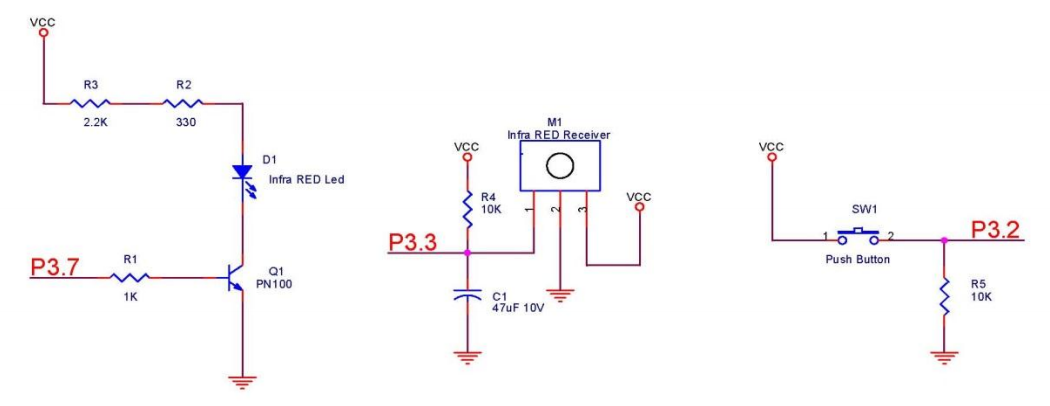 VCC
R3
R2
2.2K
330
D1
Infra RED Led
P3.7
R1
1K
Q1
PN100
M1
Infra RED Receiver
VCC
R4
10K
1
2
3
VCC
P3.3
C1
47uF 10V
VCC
SW1
1
2
P3.2
Push Button
R5
10K